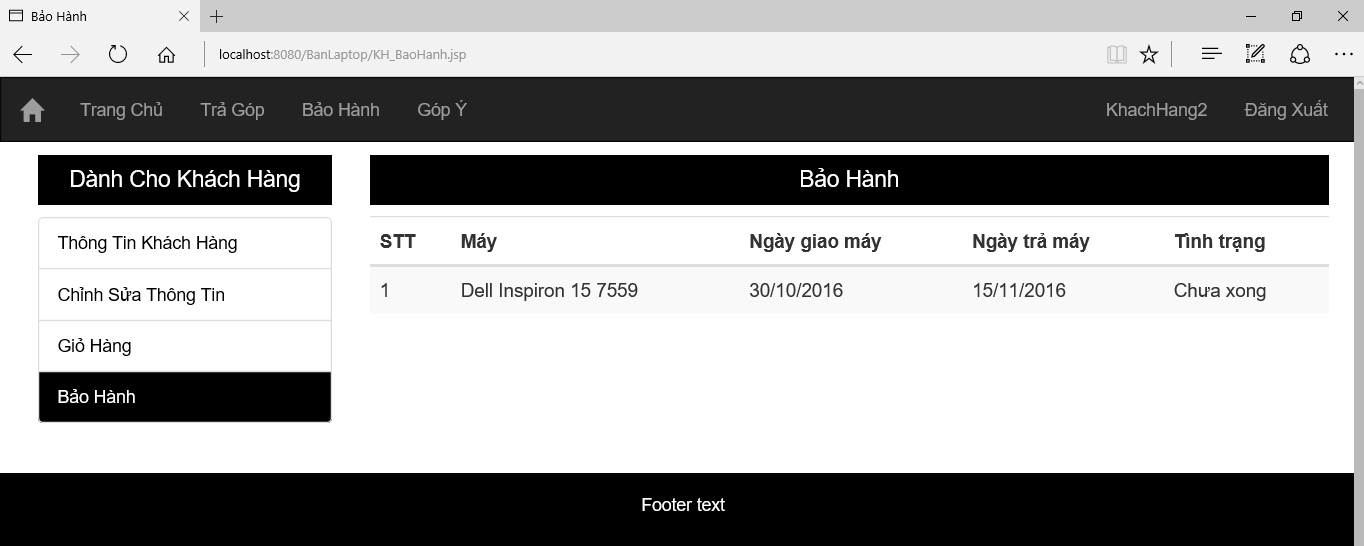 Bảo Hành
localhost:8080/BanLaptop/KH_BaoHanh.jsp
Trang Chủ Trả Góp Bảo Hành Góp Ý KhachHang2 Đăng Xuất
Dành Cho Khách Hàng
Thông Tin Khách Hàng
Chỉnh Sửa Thông Tin
Giỏ Hàng
Bảo Hành
Bảo Hành
STT Máy Ngày giao máy Ngày trả máy Tình trạng
1 Dell Inspiron 15 7559 30/10/2016 15/11/2016 Chưa xong
Footer text